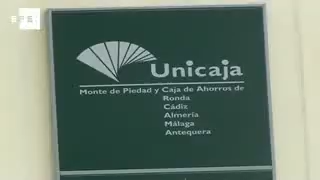 EFE:
Unicaja
Monte de Piedad y Caja de Ahorros de
Ronda
Cádiz
Almería
Málaga
Antequera